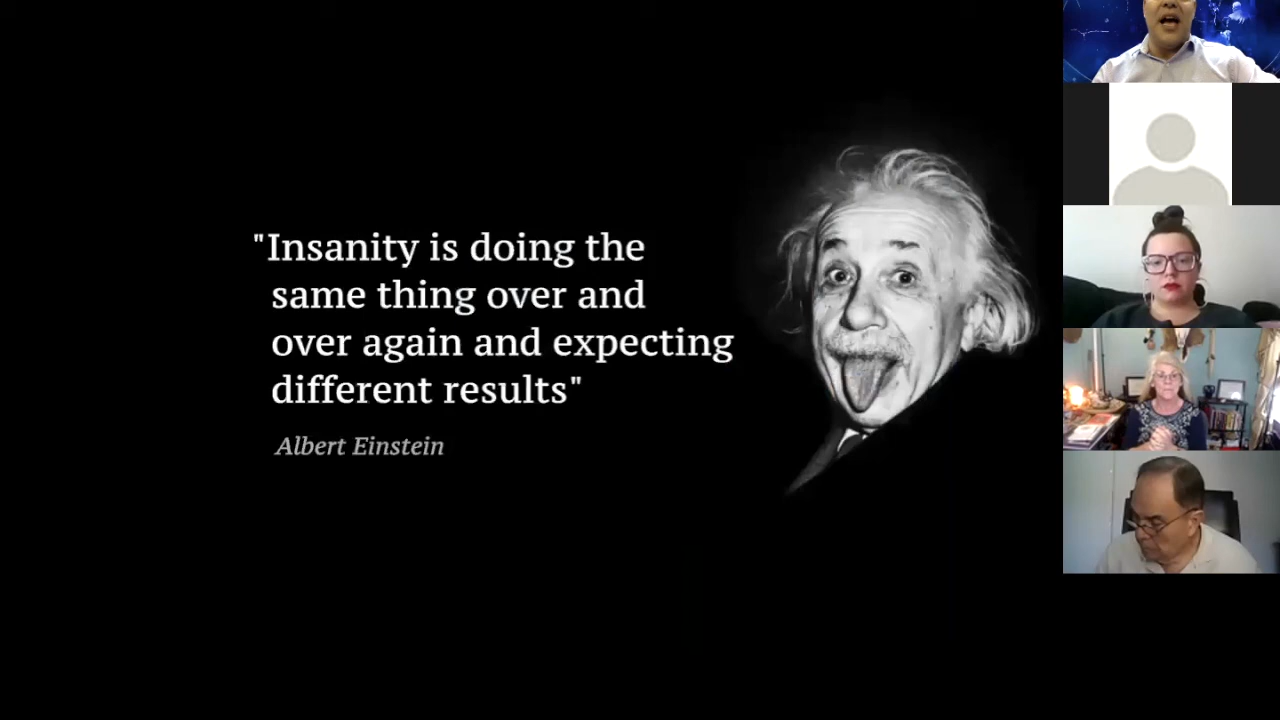 "Insanity is doing the
same thing over and
over again and expecting
different results"
Albert Einstein